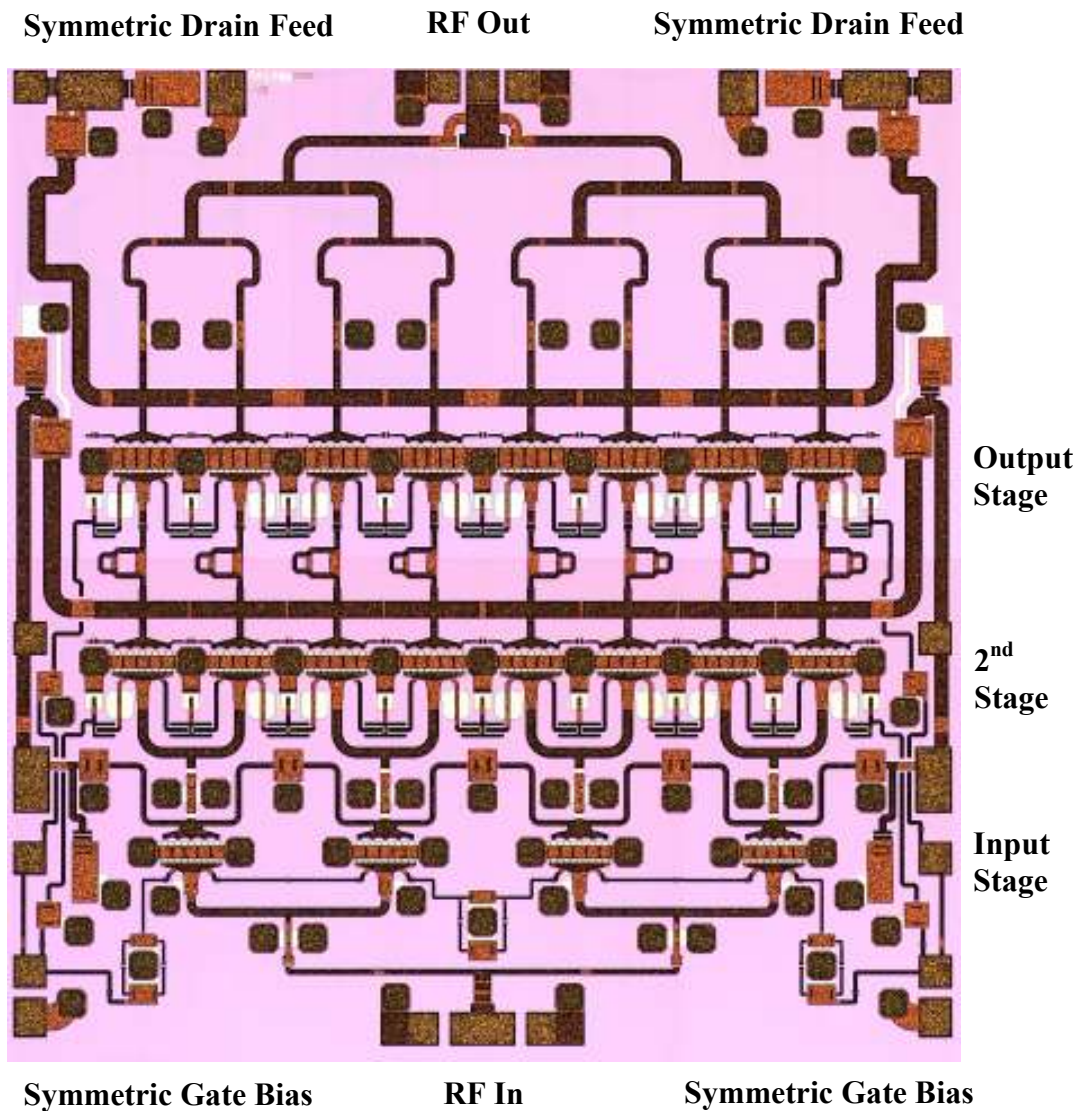 Symmetric Drain Feed RF Out Symmetric Drain Feed
Output
Stage
2nd
Stage
Input
Stage
Symmetric Gate Bias RF In Symmetric Gate Bias